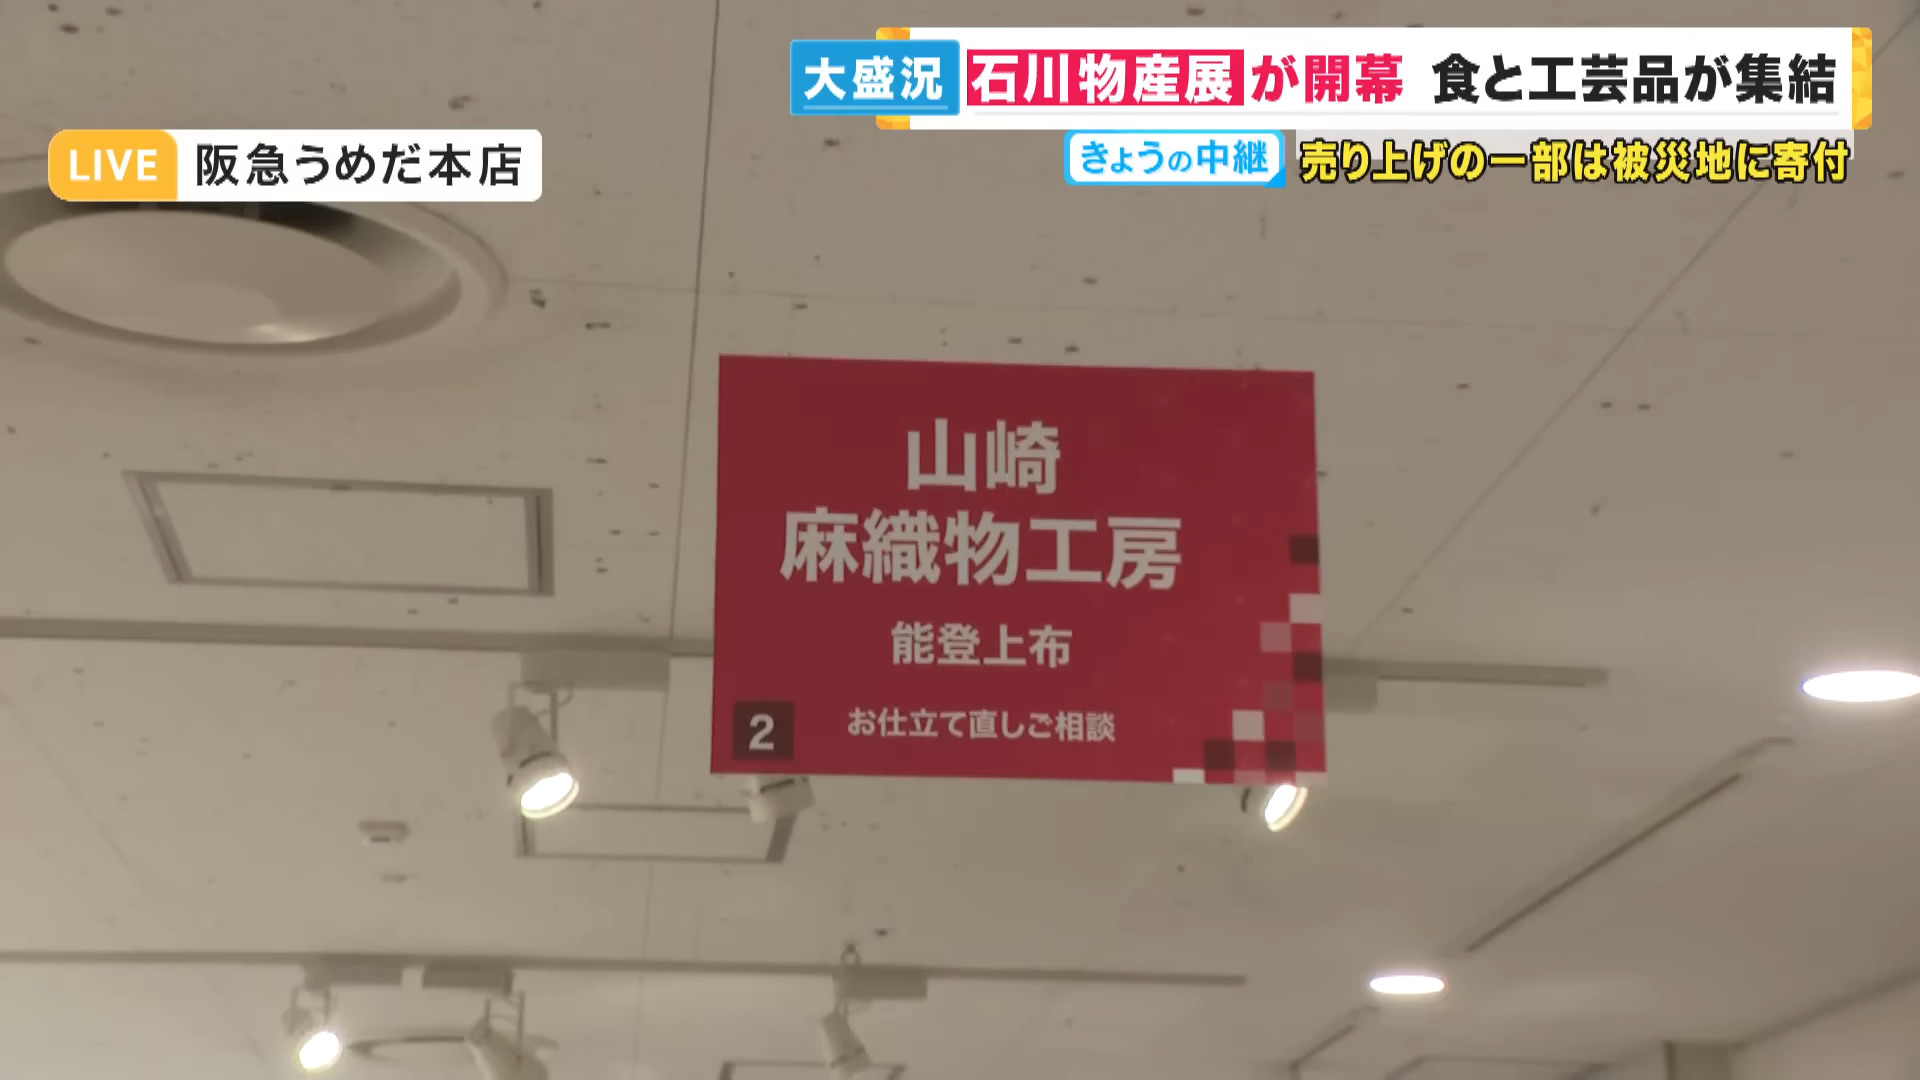 大盛況 石川物産展が開幕 食と工芸品が集結
LIVE 阪急うめだ本店
きょうの中継 売り上げの一部は被災地に寄付
山崎
麻織物工房
能登上布
2 お仕立て直しご相談